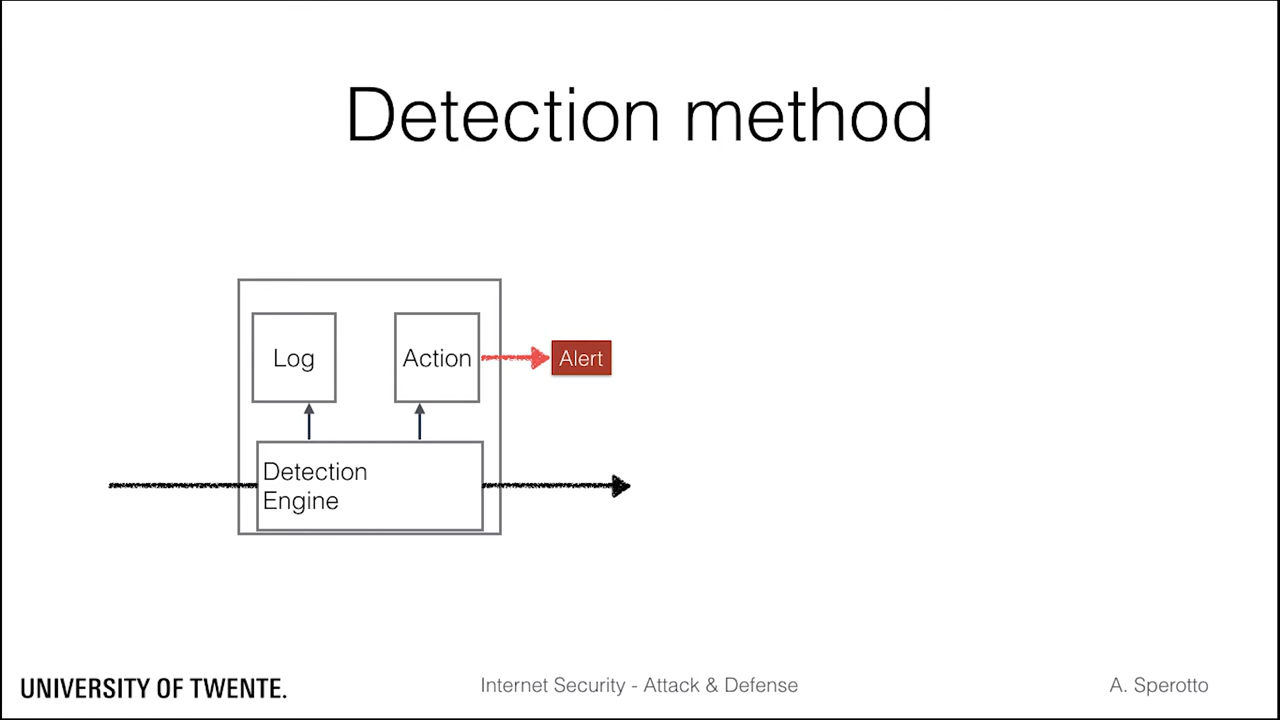 Detection method
Log
Action
Alert
Detection
Engine
UNIVERSITY OF TWENTE.
Internet Security - Attack & Defense
A. Sperotto